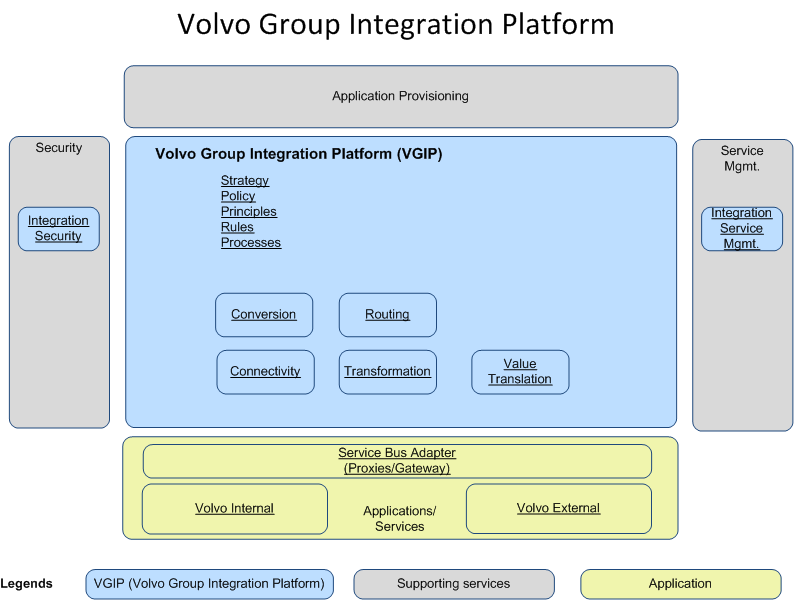 Volvo Group Integration Platform
Application Provisioning
Security
Integration
Security
Volvo Group Integration Platform (VGIP)
Strategy
Policy
Principles
Rules
Processes
Conversion
Routing
Connectivity
Transformation
Value
Translation
Service
Mgmt.
Integration
Service
Mgmt.
Service Bus Adapter
(Proxies/Gateway)
Volvo Internal
Applications/
Services
Volvo External
Legends
VGIP (Volvo Group Integration Platform)
Supporting services
Application